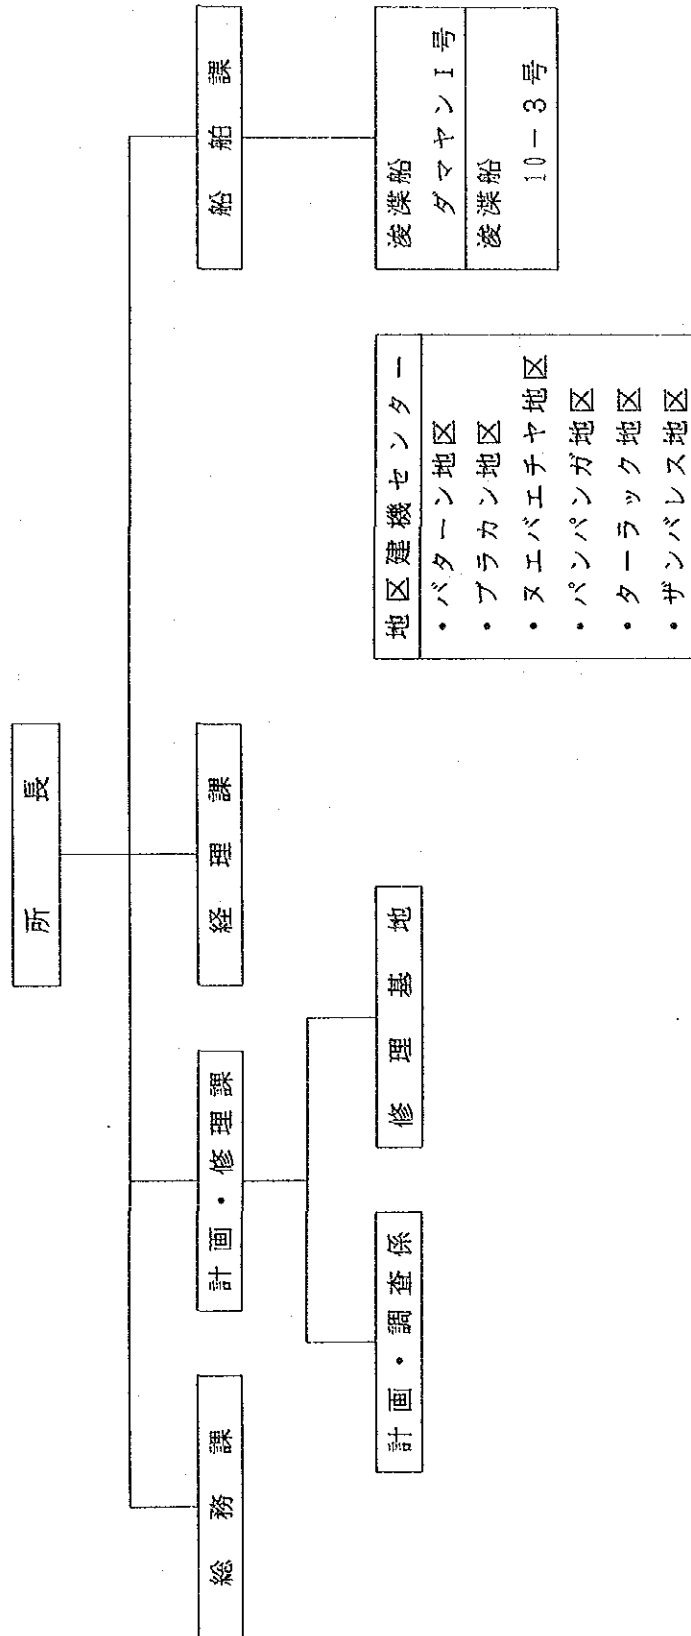 所長
総務課
計画・修理課
経理課
船舶課
計画・調査係
修理基地
地区建機センター
・バターン地区
・ブラカン地区
・ヌエバエチヤ地区
・パンパンガ地区
・ターラック地区
・ザンバレス地区
浚渫船
ダマヤンI号
浚渫船
10－3号